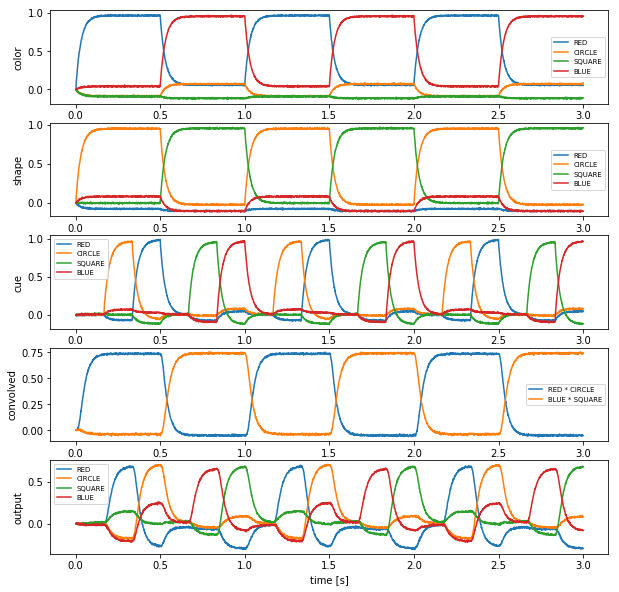 color
1.0
0.5
0.0
RED
CIRCLE
SQUARE
BLUE
0.0 0.5 1.0 1.5 2.0 2.5 3.0
shape
1.0
0.5
0.0
RED
CIRCLE
SQUARE
BLUE
0.0 0.5 1.0 1.5 2.0 2.5 3.0
cue
1.0
0.5
0.0
RED
CIRCLE
SQUARE
BLUE
0.0 0.5 1.0 1.5 2.0 2.5 3.0
convolved
0.75
0.50
0.25
0.00
RED * CIRCLE
BLUE * SQUARE
0.0 0.5 1.0 1.5 2.0 2.5 3.0
output
0.5
0.0
RED
CIRCLE
SQUARE
BLUE
0.0 0.5 1.0 1.5 2.0 2.5 3.0
time [s]